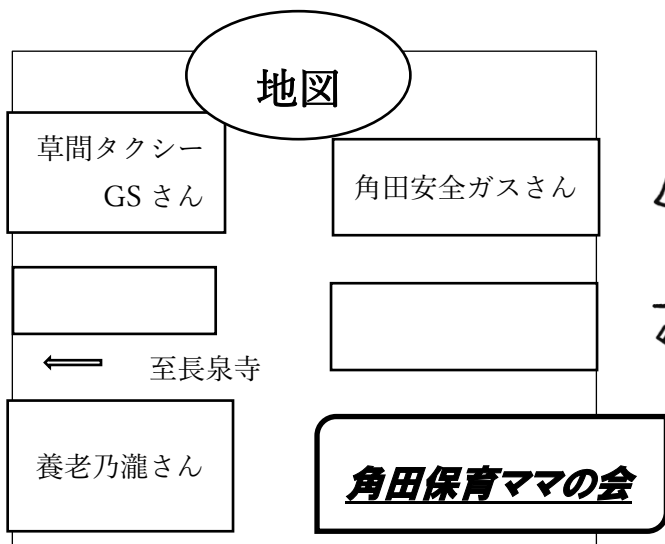 地図
草間タクシー
GS さん
角田安全ガスさん
至長泉寺
養老乃瀧さん
角田保育ママの会